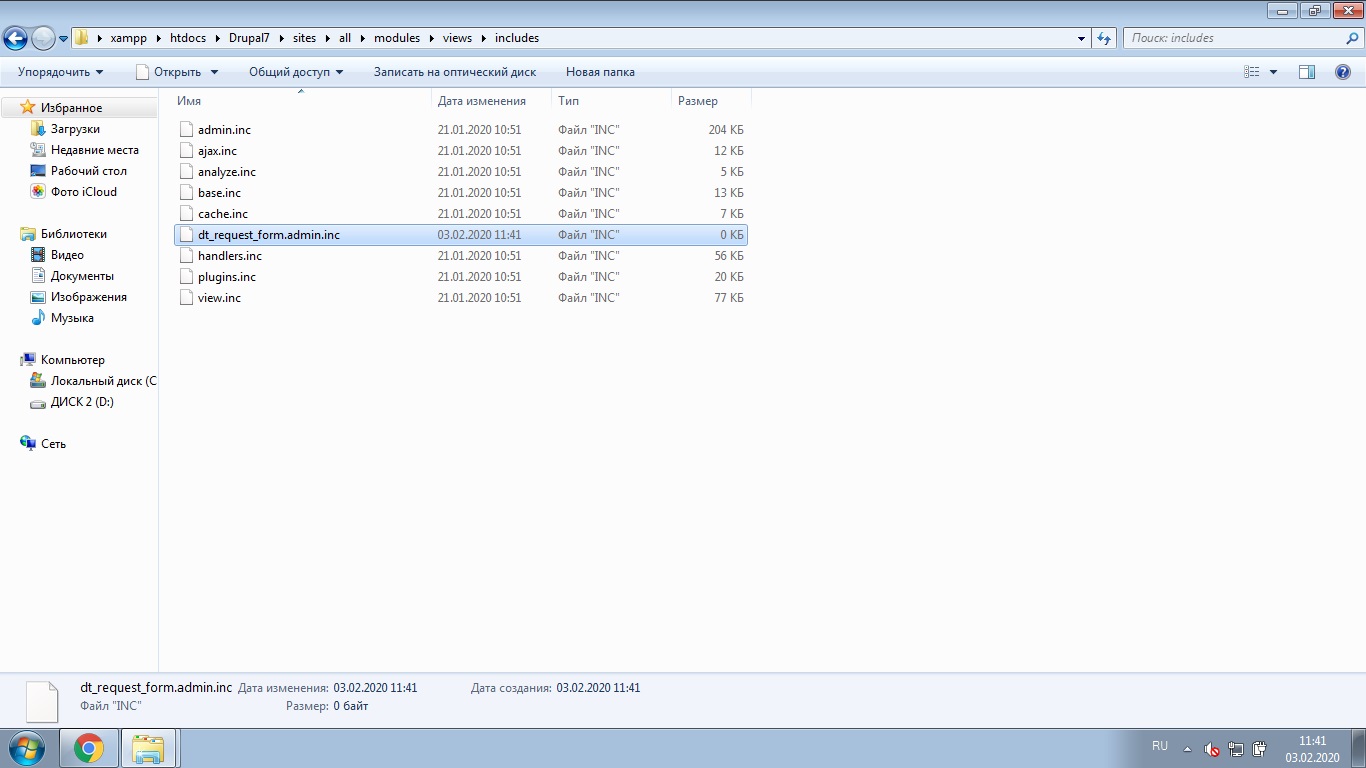 xampp htdocs Drupal7 sites all modules views includes
Поиск: includes
Упорядочить Открыть Общий доступ Записать на оптический диск Новая папка
Имя Дата изменения Тип Размер
Избранное
Загрузки
Недавние места
Рабочий стол
Фото iCloud
Библиотеки
Видео
Документы
Изображения
Музыка
Компьютер
Локальный диск (C
ДИСК 2 (D:)
Сеть
admin.inc 21.01.2020 10:51 Файл "INC" 204 КБ
ajax.inc 21.01.2020 10:51 Файл "INC" 12 КБ
analyze.inc 21.01.2020 10:51 Файл "INC" 5 КБ
base.inc 21.01.2020 10:51 Файл "INC" 13 КБ
cache.inc 21.01.2020 10:51 Файл "INC" 7 КБ
dt_request_form.admin.inc 03.02.2020 11:41 Файл "INC" 0 КБ
handlers.inc 21.01.2020 10:51 Файл "INC" 56 КБ
plugins.inc 21.01.2020 10:51 Файл "INC" 20 КБ
view.inc 21.01.2020 10:51 Файл "INC" 77 КБ
dt_request_form.admin.inc Дата изменения: 03.02.2020 11:41 Дата создания: 03.02.2020 11:41
Файл "INC" Размер: 0 байт
RU
11:41
03.02.2020